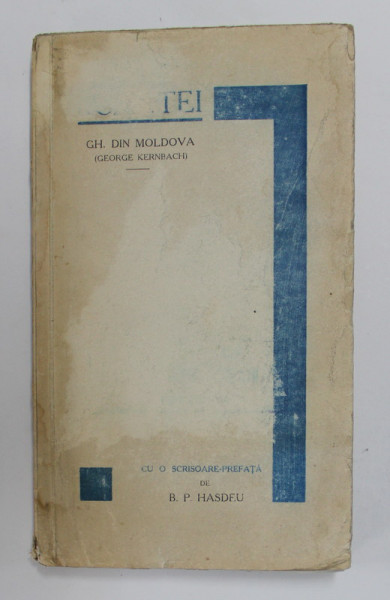 GH. DIN MOLDOVA
(GEORGE KERNBACH)
CU O SCRISOARE-PREFAȚĂ
DE
B. P. HASDEU